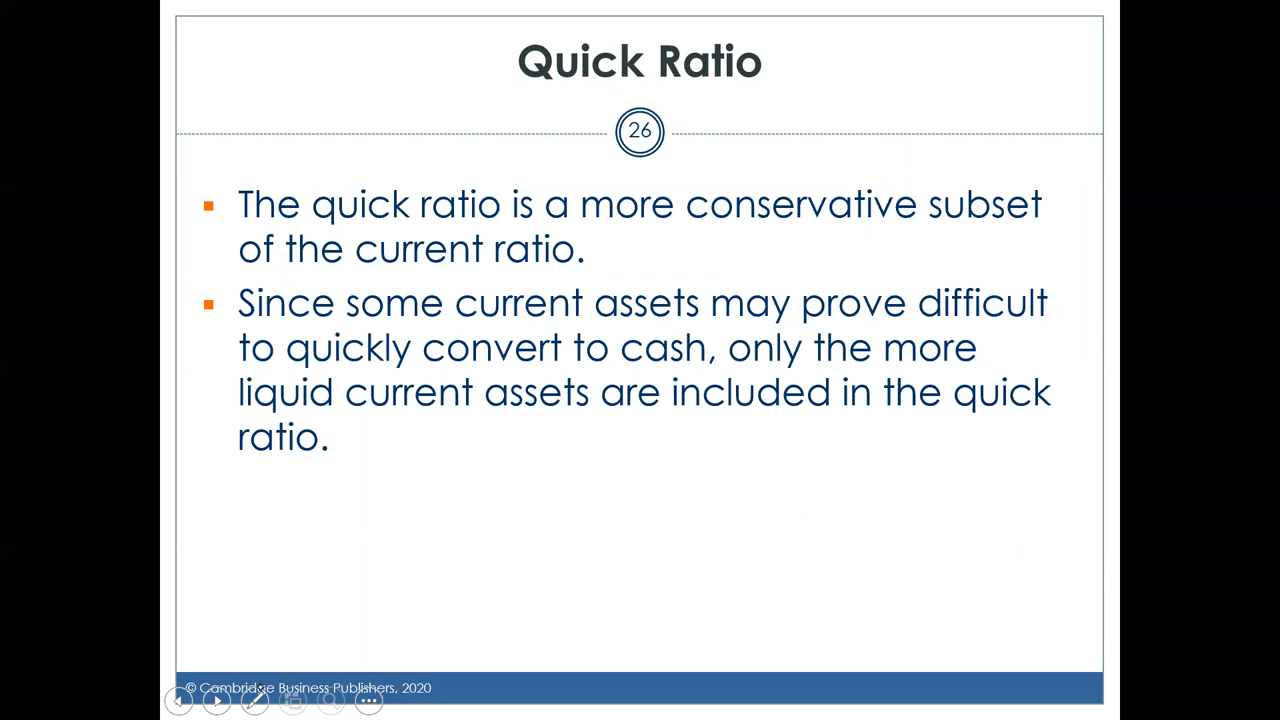 Quick Ratio
26
▪ The quick ratio is a more conservative subset
of the current ratio.
▪ Since some current assets may prove difficult
to quickly convert to cash, only the more
liquid current assets are included in the quick
ratio.
© Cambridge Business Publishers, 2020